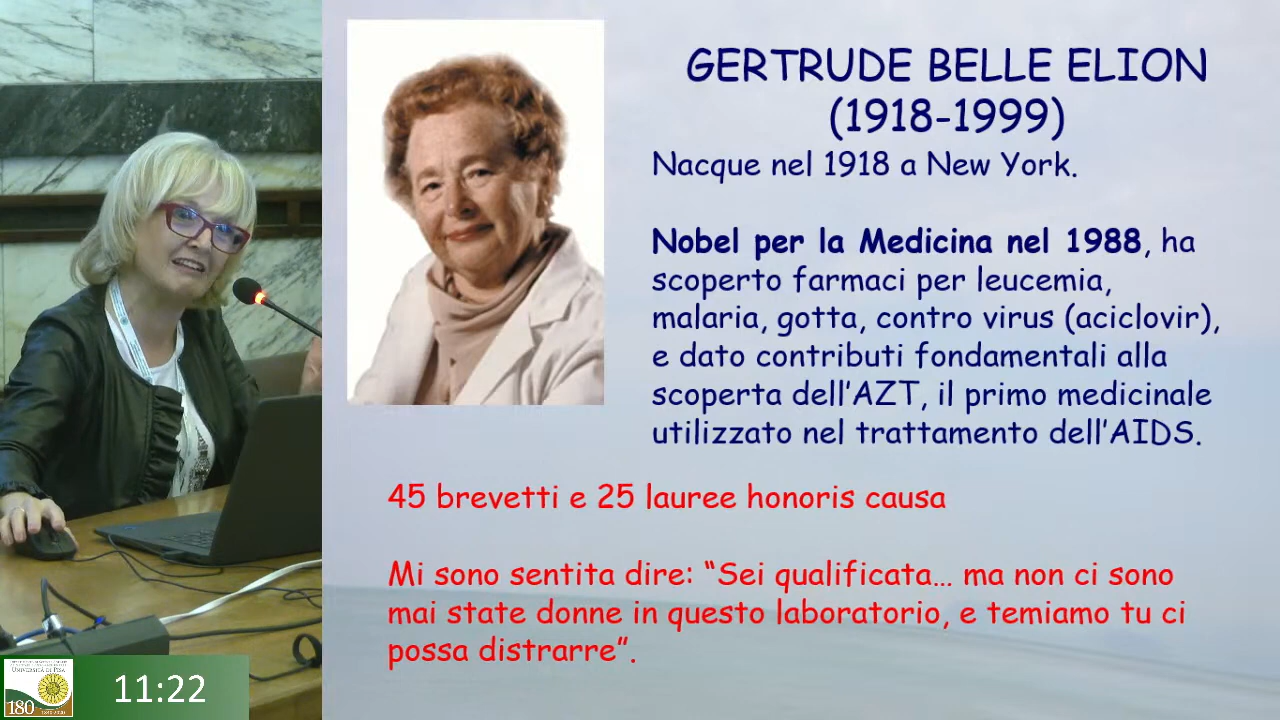 GERTRUDE BELLE ELION
(1918-1999)
Nacque nel 1918 a New York.
Nobel per la Medicina nel 1988, ha
scoperto farmaci per leucemia,
malaria, gotta, contro virus (aciclovir),
e dato contributi fondamentali alla
scoperta dell'AZT, il primo medicinale
utilizzato nel trattamento dell'AIDS.
45 brevetti e 25 lauree honoris causa
Mi sono sentita dire: “Sei qualificata… ma non ci sono
mai state donne in questo laboratorio, e temiamo tu ci
possa distrarre”.
UNIVERSITÀ DI PISA
180
11:22